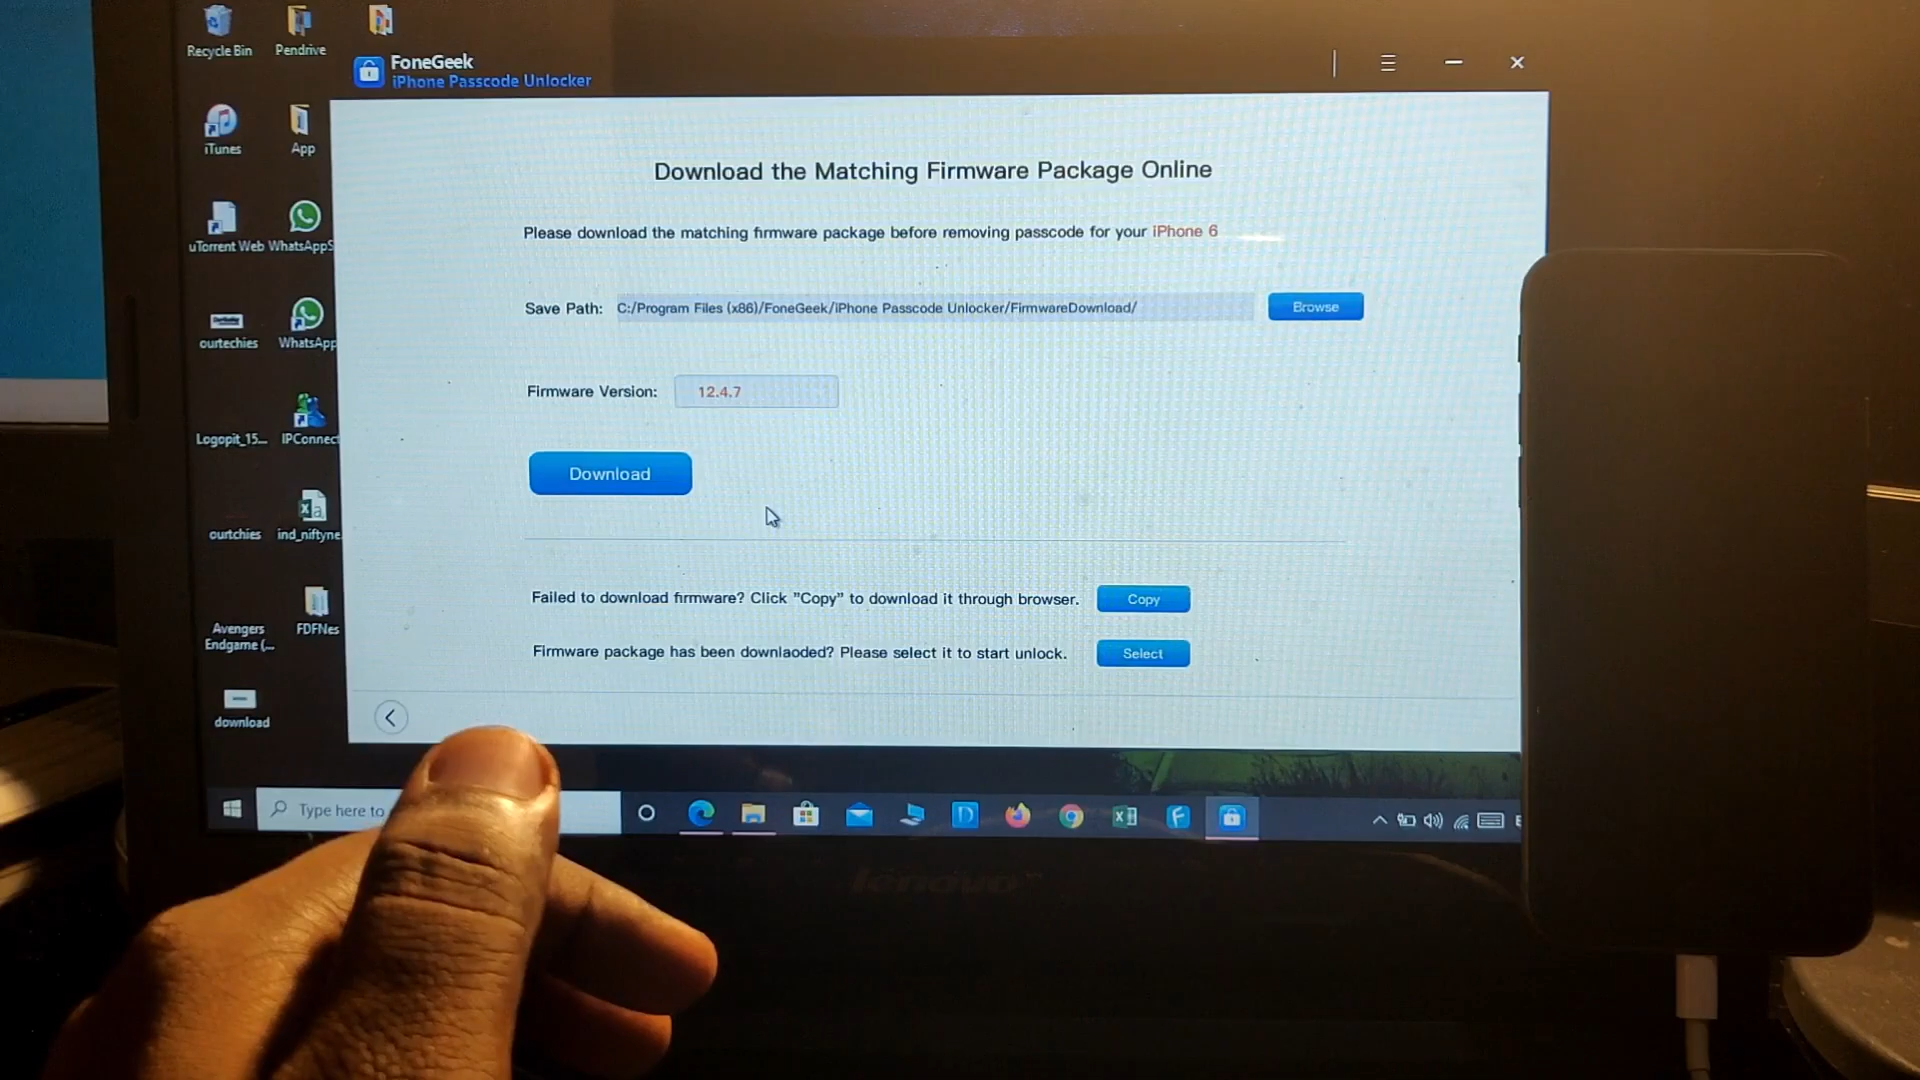 Recycle Bin
Pendrive
FoneGeek
iPhone Passcode Unlocker
iTunes
App
uTorrent Web
WhatsAppS
ourtechies
WhatsApp
Logopit_15...
IPConnect
ourtchies
ind_niftyne
Avengers
Endgame (...
FDFNes
download
Download the Matching Firmware Package Online
Please download the matching firmware package before removing passcode for your iPhone 6
Save Path: C:/Program Files (x86)/FoneGeek/iPhone Passcode Unlocker/FirmwareDownload/
Browse
Firmware Version: 12.4.7
Download
Failed to download firmware? Click "Copy" to download it through browser.
Copy
Firmware package has been downlaoded? Please select it to start unlock.
Select
Type here to
lenovo